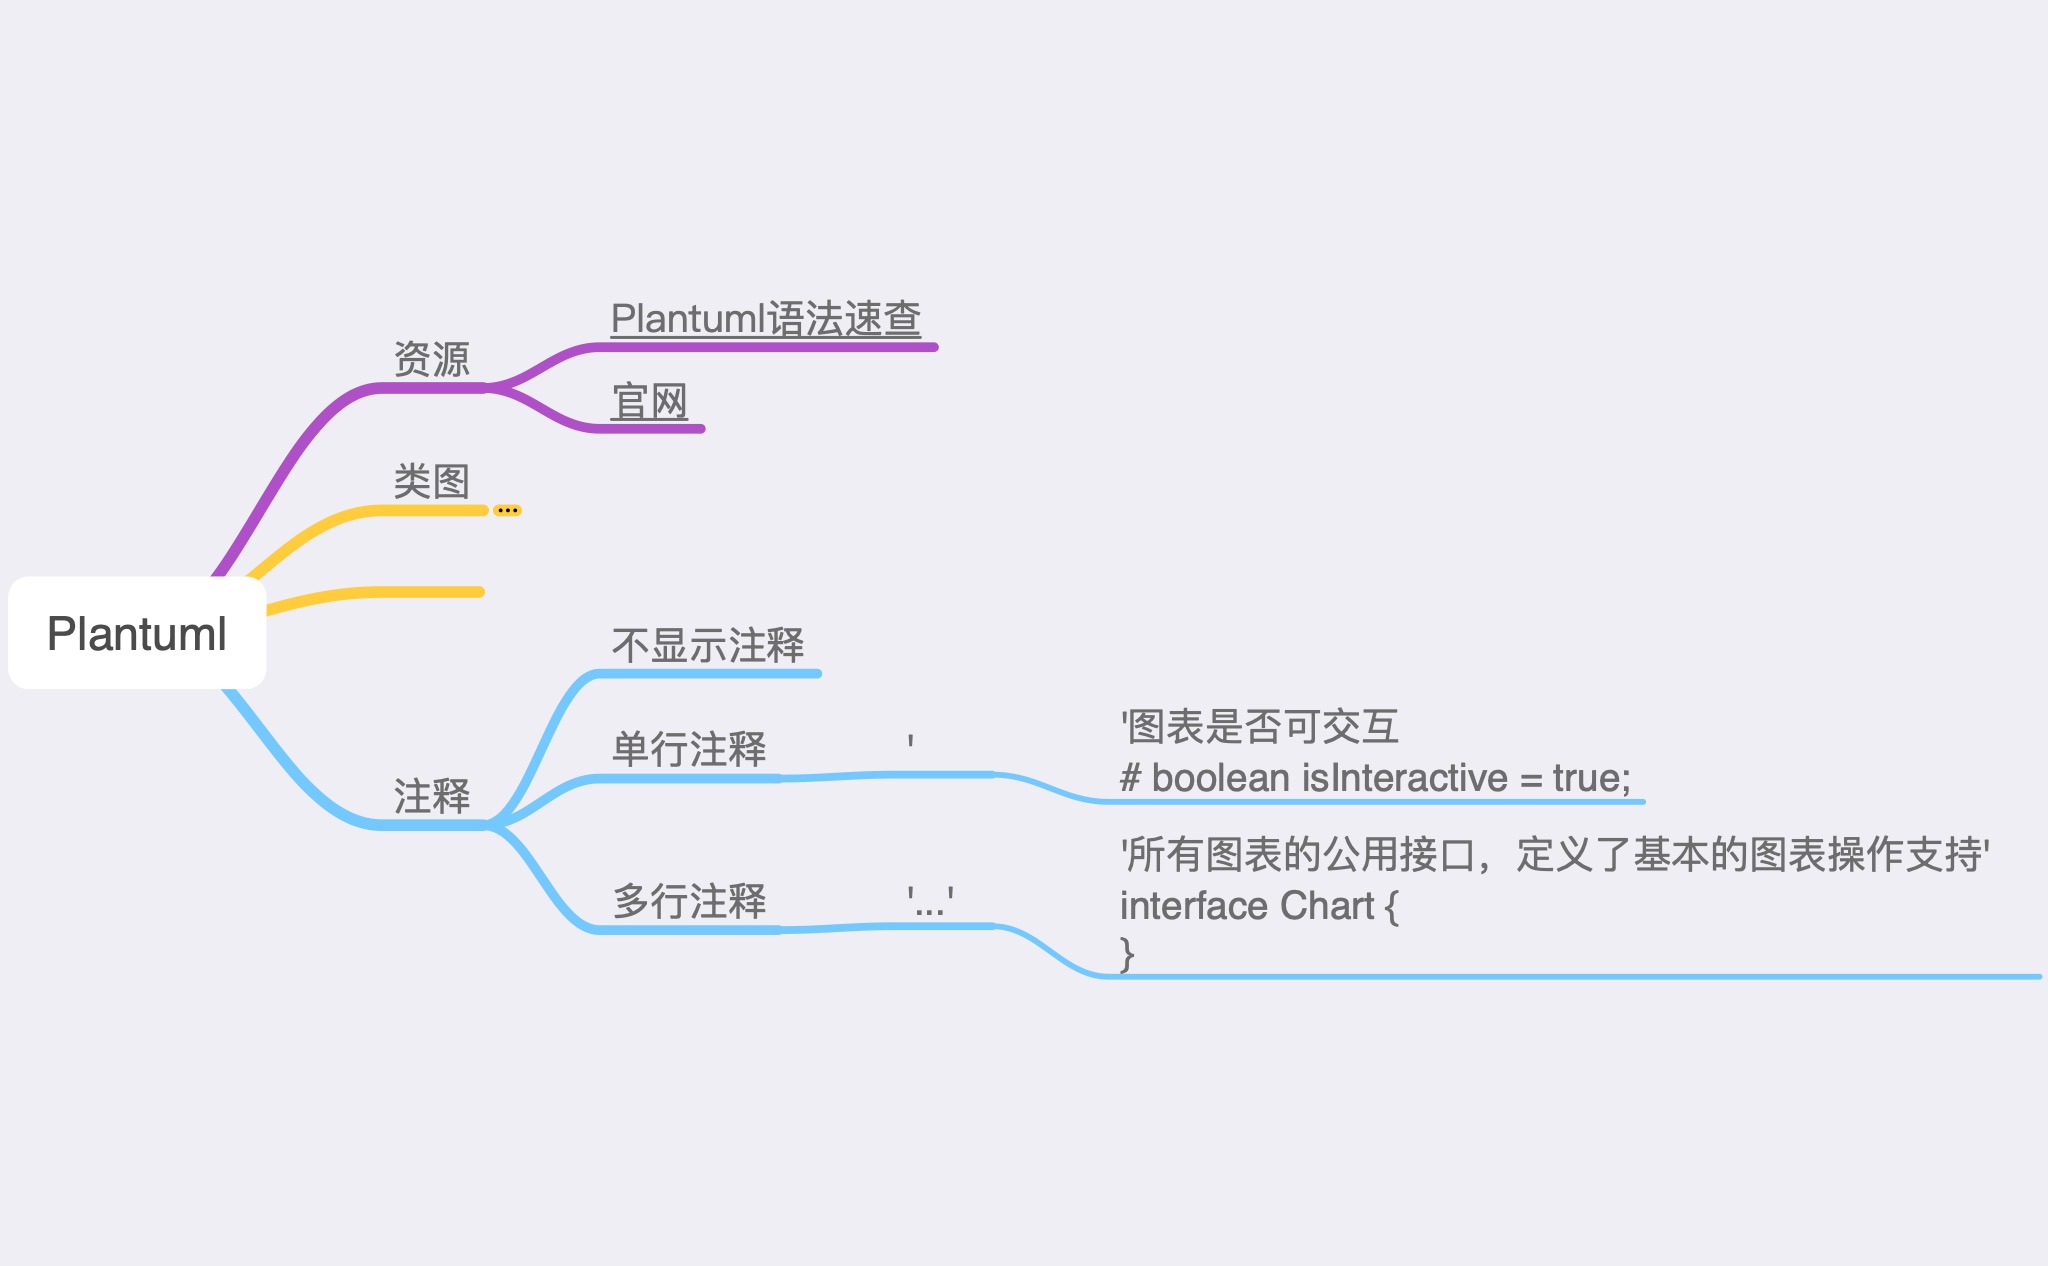 Plantuml
资源
Plantuml语法速查
官网
类图
...
注释
不显示注释
单行注释
'
'图表是否可交互
# boolean isInteractive = true;
多行注释
'...'
'所有图表的公用接口，定义了基本的图表操作支持'
interface Chart {
}